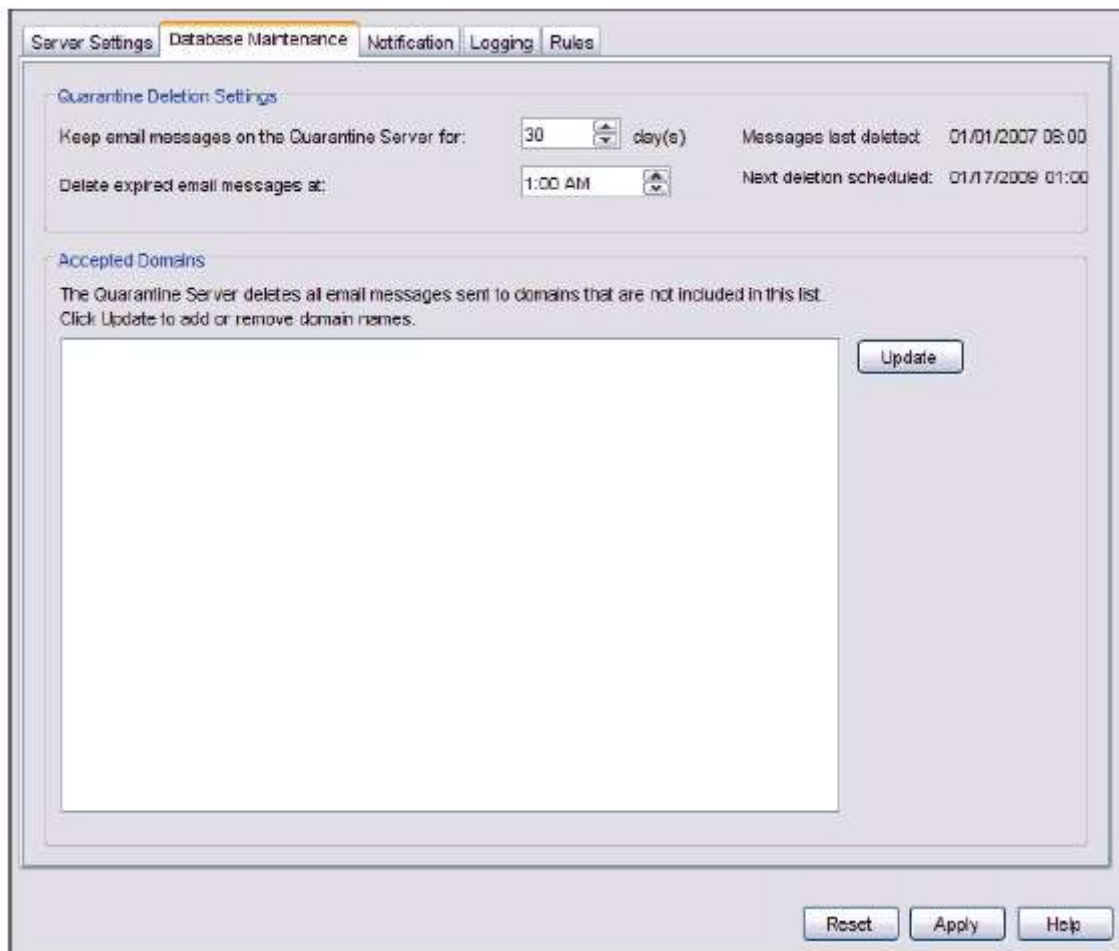 Server Settings Database Maintenance Notification Logging Rules
Quarantine Deletion Settings
Keep email messages on the Quarantine Server for: 30 day(s) Messages last deleted: 01/01/2007 08:00
Delete expired email messages at: 1:00 AM Next deletion scheduled: 01/17/2009 01:00
Accepted Domains
The Quarantine Server deletes all email messages sent to domains that are not included in this list.
Click Update to add or remove domain names.
Update
Reset Apply Help